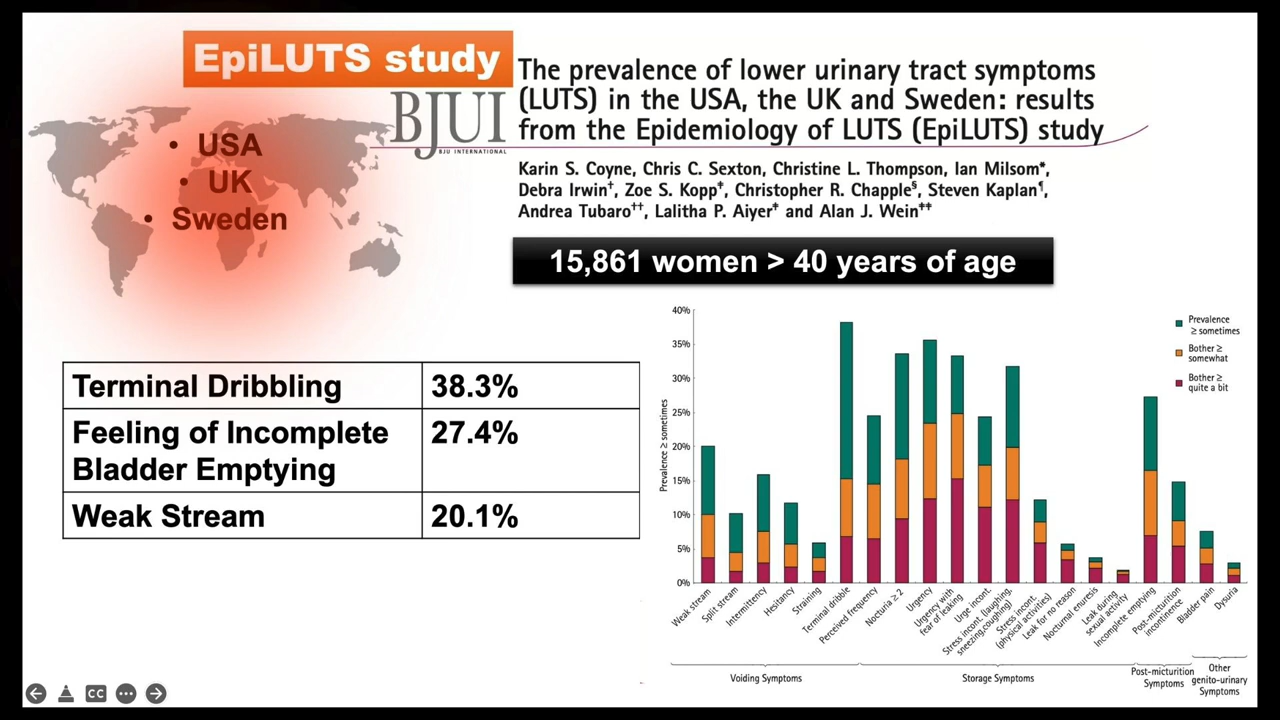 EpiLUTS study
• USA
• UK
• Sweden
BJUI
BJU INTERNATIONAL
The prevalence of lower urinary tract symptoms
(LUTS) in the USA, the UK and Sweden: results
from the Epidemiology of LUTS (EpiLUTS) study
Karin S. Coyne, Chris C. Sexton, Christine L. Thompson, Ian Milsom*,
Debra Irwin†, Zoe S. Kopp‡, Christopher R. Chapple§, Steven Kaplan¶,
Andrea Tubaro††, Lalitha P. Aiyer‡ and Alan J. Wein‡‡
15,861 women > 40 years of age
Terminal Dribbling 38.3%
Feeling of Incomplete 27.4%
Bladder Emptying
Weak Stream 20.1%
Prevalence
≥ sometimes
Bother ≥
somewhat
Bother ≥
quite a bit
Prevalence ≥ sometimes
40%
35%
30%
25%
20%
15%
10%
5%
0%
Weak stream
Split stream
Intermittency
Hesitancy
Straining
Terminal dribble
Perceived frequency
Nocturia ≥ 2
Urgency
Urgency with
fear of leaking
Urge incont.
Stress incont. (laughing,
sneezing,coughing)
Stress incont.
(physical activities)
Leak for no reason
Nocturnal enuresis
Leak during
sexual activity
Incomplete emptying
Post-micturition
incontinence
Bladder pain
Dysuria
Voiding Symptoms
Storage Symptoms
Post-micturition
Symptoms
Other
genito-urinary
Symptoms
CC